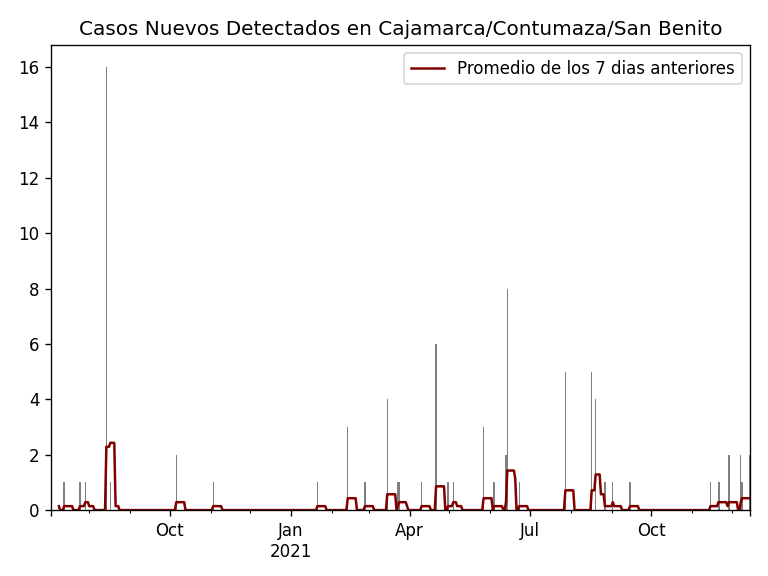 Casos Nuevos Detectados en Cajamarca/Contumaza/San Benito
Promedio de los 7 dias anteriores
16
14
12
10
8
6
4
2
0
Oct
Jan
2021
Apr
Jul
Oct